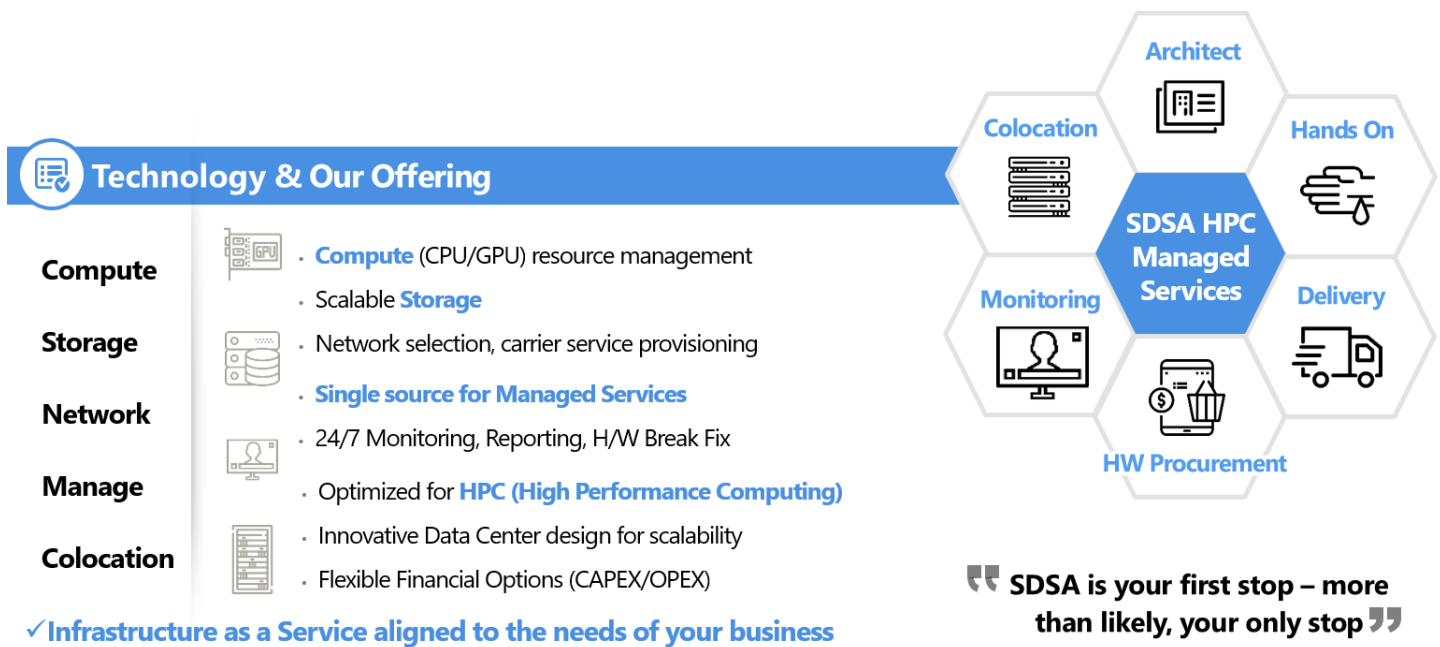 Technology & Our Offering
Compute
Storage
Network
Manage
Colocation
GPU
· Compute (CPU/GPU) resource management
· Scalable Storage
· Network selection, carrier service provisioning
· Single source for Managed Services
· 24/7 Monitoring, Reporting, H/W Break Fix
· Optimized for HPC (High Performance Computing)
· Innovative Data Center design for scalability
· Flexible Financial Options (CAPEX/OPEX)
✓Infrastructure as a Service aligned to the needs of your business
Architect
Colocation
Hands On
SDSA HPC
Managed
Services
Monitoring
Delivery
$
HW Procurement
"SDSA is your first stop – more
than likely, your only stop"